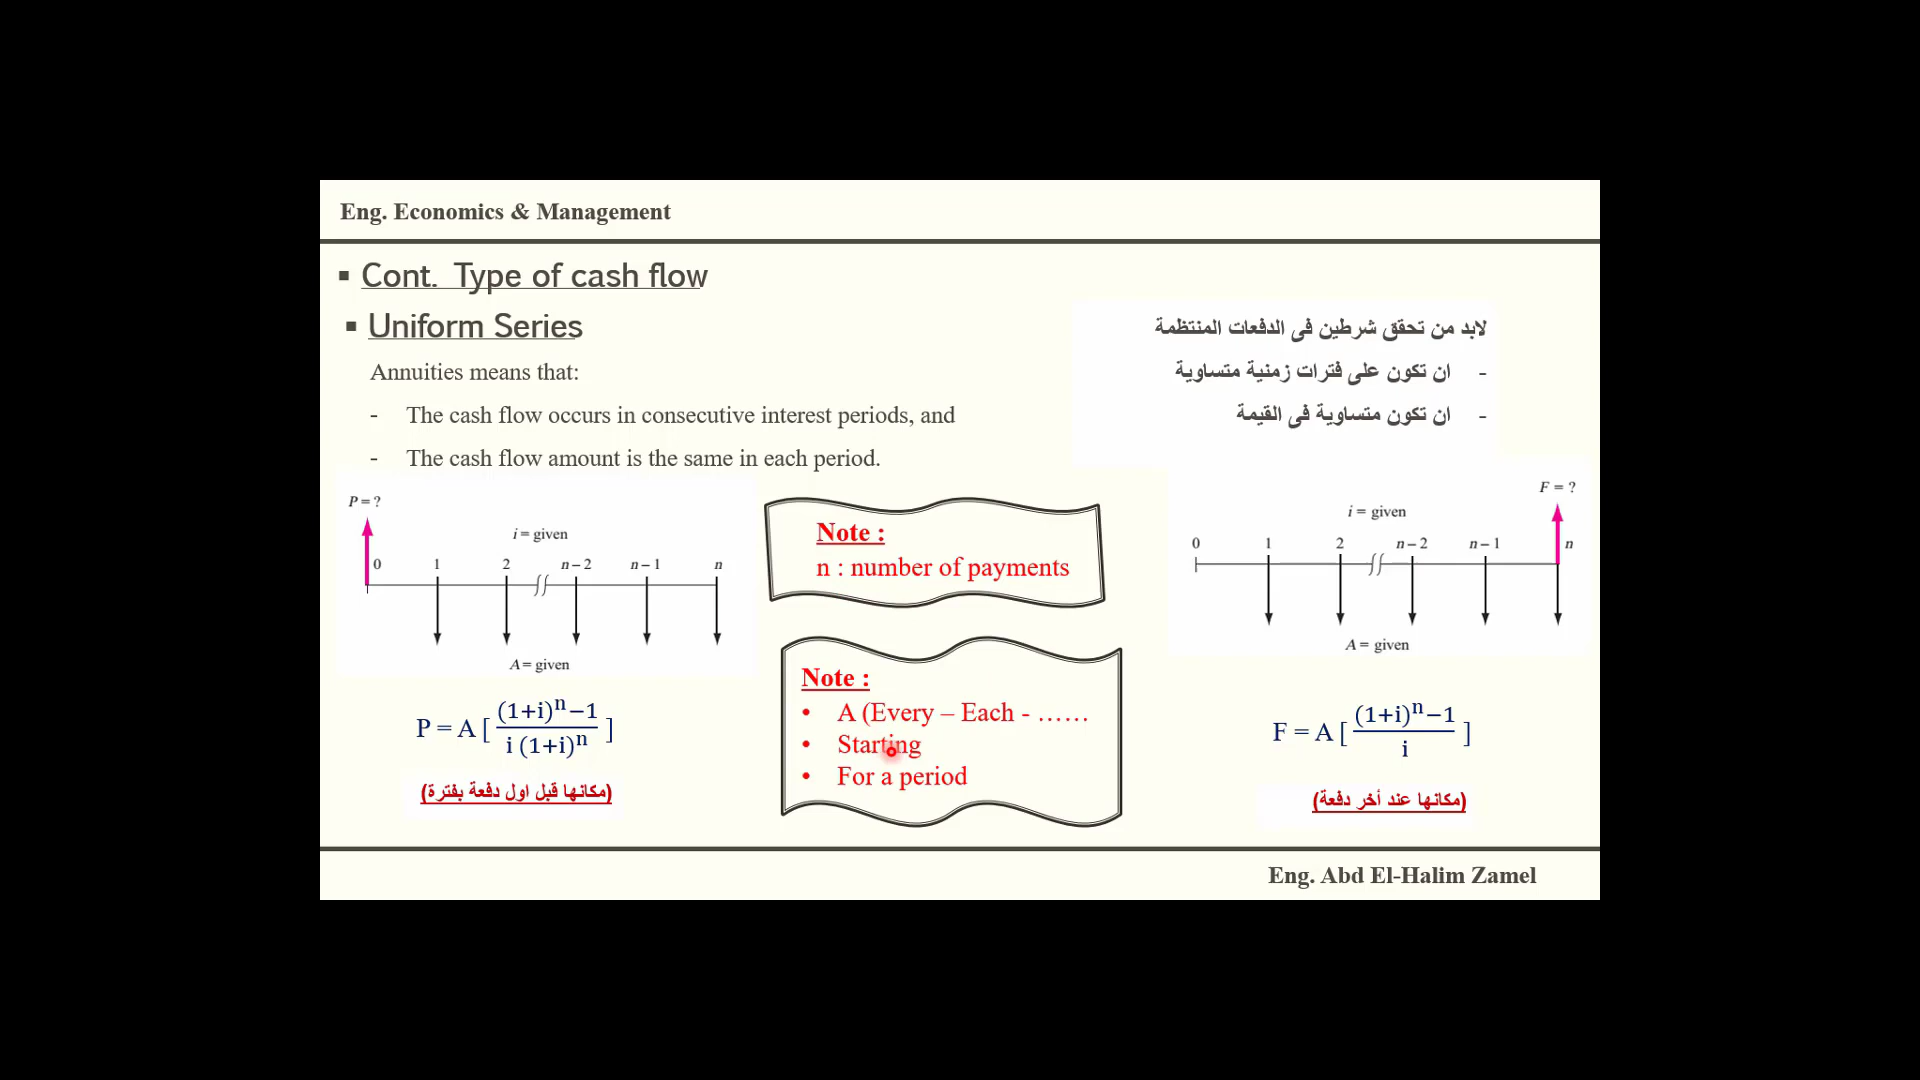 Eng. Economics & Management
▪ Cont. Type of cash flow
▪ Uniform Series
Annuities means that:
- The cash flow occurs in consecutive interest periods, and
- The cash flow amount is the same in each period.
لابد من تحقق شرطين فى الدفعات المنتظمة
- ان تكون على فترات زمنية متساوية
- ان تكون متساوية فى القيمة
P = ?
i = given
0 1 2 n – 2 n – 1 n
A = given
P = A [ (1+i)^n−1 / i (1+i)^n ]
(مكانها قبل اول دفعة بفترة)
Note :
n : number of payments
Note :
• A (Every – Each - ……
• Starting
• For a period
F = ?
i = given
0 1 2 n – 2 n – 1 n
A = given
F = A [ (1+i)^n−1 / i ]
(مكانها عند أخر دفعة)
Eng. Abd El-Halim Zamel